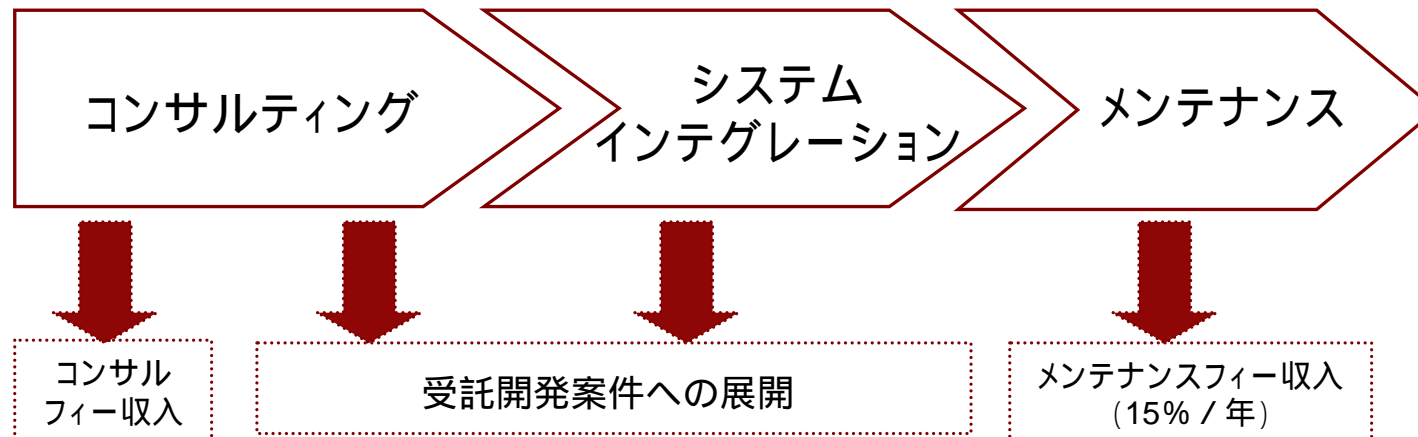 コンサルティング
システム
インテグレーション
メンテナンス
コンサル
フィー収入
受託開発案件への展開
メンテナンスフィー収入
(15% / 年)